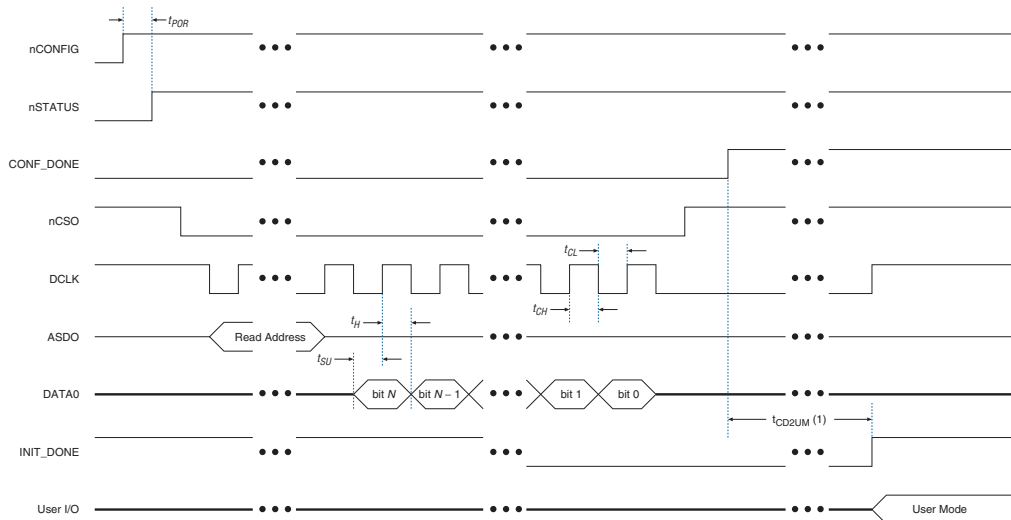 tPOR
nCONFIG
nSTATUS
CONF_DONE
nCSO
tCL
DCLK
tCH
tH
ASDO
Read Address
tSU
DATA0
bit N
bit N – 1
bit 1
bit 0
tCD2UM (1)
INIT_DONE
User I/O
User Mode